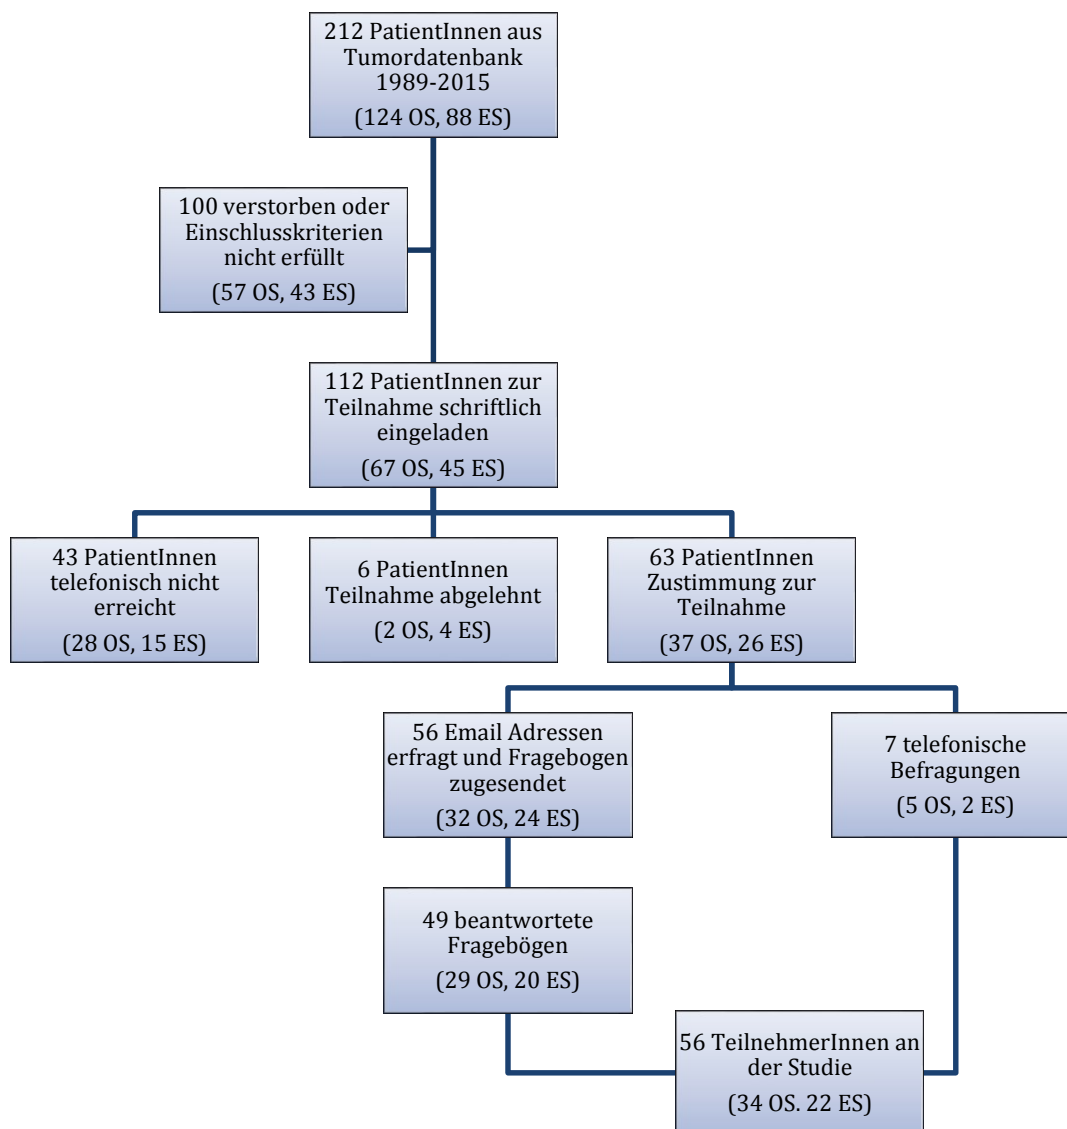 212 PatientInnen aus
Tumordatenbank
1989-2015
(124 OS, 88 ES)
100 verstorben oder
Einschlusskriterien
nicht erfüllt
(57 OS, 43 ES)
112 PatientInnen zur
Teilnahme schriftlich
eingeladen
(67 OS, 45 ES)
43 PatientInnen
telefonisch nicht
erreicht
(28 OS, 15 ES)
6 PatientInnen
Teilnahme abgelehnt
(2 OS, 4 ES)
63 PatientInnen
Zustimmung zur
Teilnahme
(37 OS, 26 ES)
56 Email Adressen
erfragt und Fragebogen
zugesendet
(32 OS, 24 ES)
7 telefonische
Befragungen
(5 OS, 2 ES)
49 beantwortete
Fragebögen
(29 OS, 20 ES)
56 TeilnehmerInnen an
der Studie
(34 OS. 22 ES)